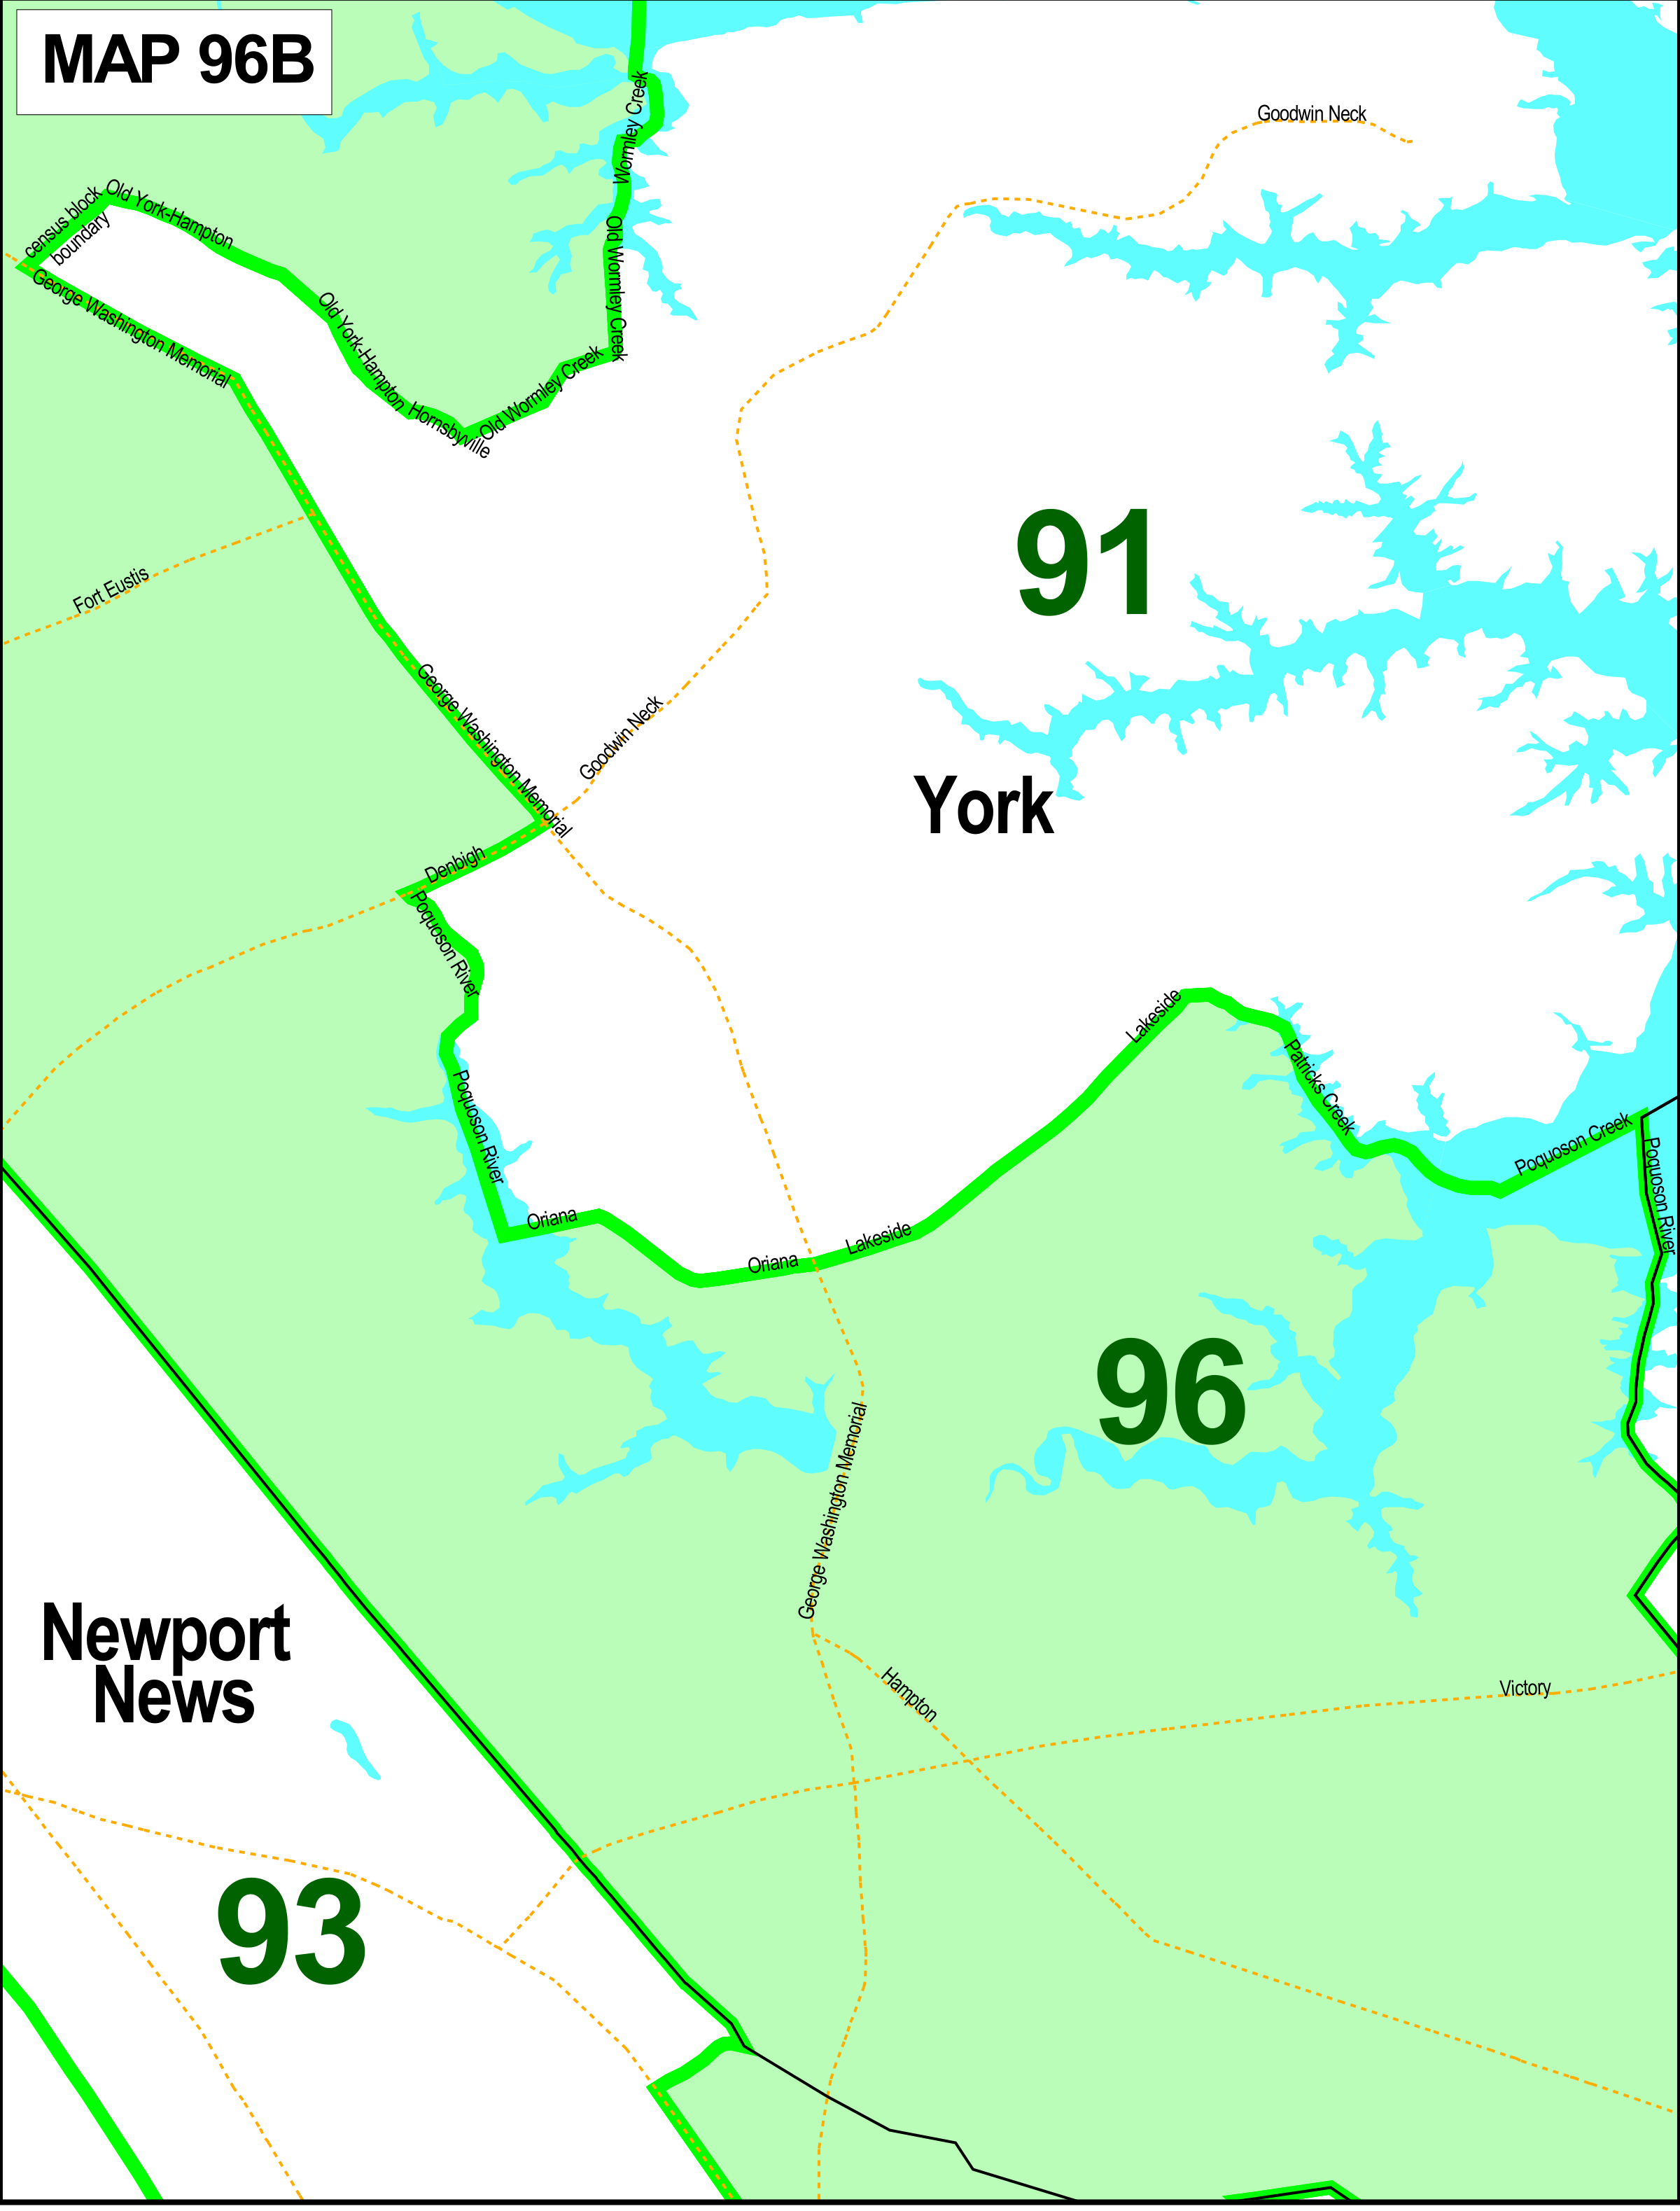 MAP 96B
Wormley Creek
Goodwin Neck
census block
boundary
Old York-Hampton
George Washington Memorial
Old Wormley Creek
Old York-Hampton
Hornsbyville
Old Wormley Creek
91
Fort Eustis
George Washington Memorial
Goodwin Neck
York
Denbigh
Poquoson River
Lakeside
Patricks Creek
Poquoson River
Poquoson Creek
Poquoson River
Oriana
Oriana
Lakeside
96
George Washington Memorial
Newport
News
Hampton
Victory
93